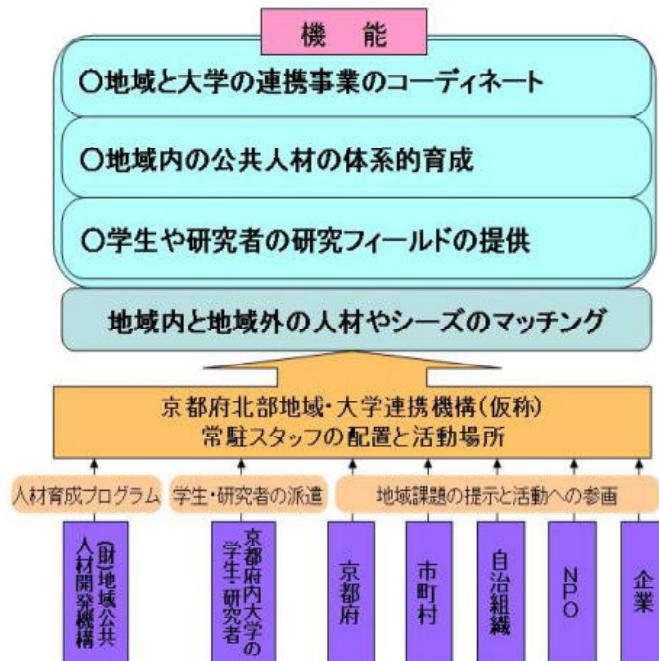 機 能
〇地域と大学の連携事業のコーディネート
〇地域内の公共人材の体系的育成
〇学生や研究者の研究フィールドの提供
地域内と地域外の人材やシーズのマッチング
京都府北部地域・大学連携機構(仮称)
常駐スタッフの配置と活動場所
人材育成プログラム
学生・研究者の派遣
地域課題の提示と活動への参画
(財)地域公共
人材開発機構
京都府内大学の
学生・研究者
京都府
市町村
自治組織
NPO
企業